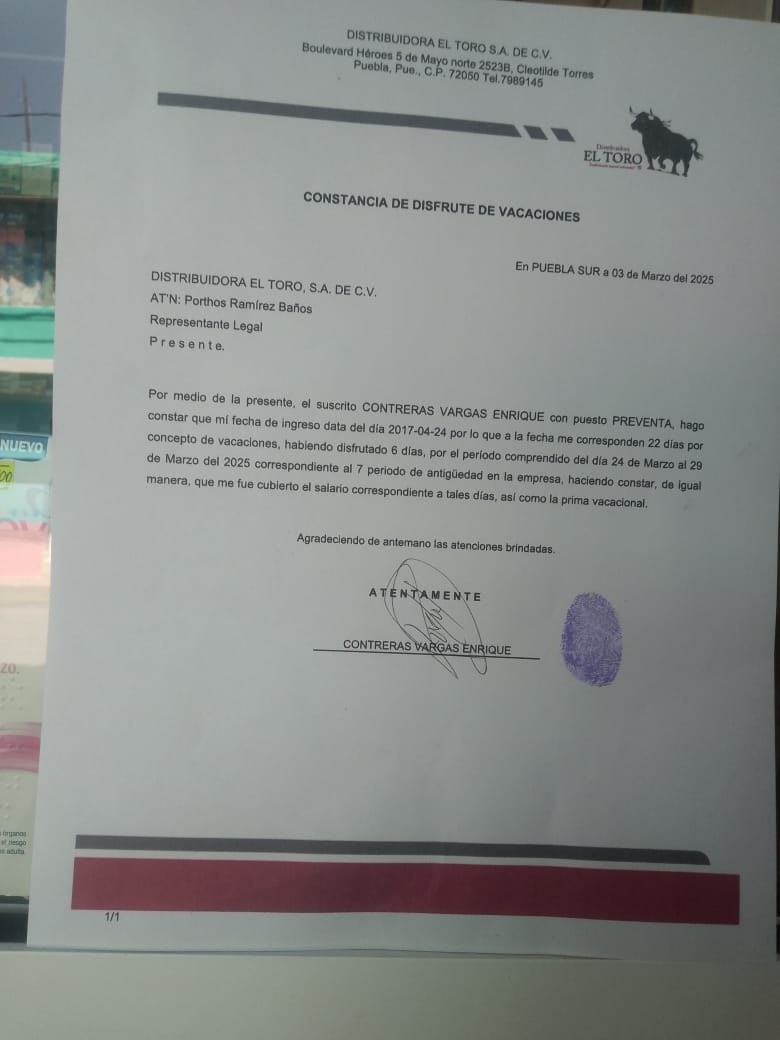 DISTRIBUIDORA EL TORO S.A. DE C.V.
Boulevard Héroes 5 de Mayo norte 2523B, Cleotilde Torres
Puebla, Pue., C.P. 72050 Tel.7989145
Distribuidora
EL TORO
CONSTANCIA DE DISFRUTE DE VACACIONES
En PUEBLA SUR a 03 de Marzo del 2025
DISTRIBUIDORA EL TORO, S.A. DE C.V.
AT'N: Porthos Ramírez Baños
Representante Legal
P r e s e n t e.
Por medio de la presente, el suscrito CONTRERAS VARGAS ENRIQUE con puesto PREVENTA, hago
constar que mí fecha de ingreso data del día 2017-04-24 por lo que a la fecha me corresponden 22 días por
concepto de vacaciones, habiendo disfrutado 6 días, por el período comprendido del día 24 de Marzo al 29
de Marzo del 2025 correspondiente al 7 periodo de antigüedad en la empresa, haciendo constar, de igual
manera, que me fue cubierto el salario correspondiente a tales días, así como la prima vacacional.
Agradeciendo de antemano las atenciones brindadas.
A T E N T A M E N T E
CONTRERAS VARGAS ENRIQUE
1/1
NUEVO
ZO.
órganos
el riesgo